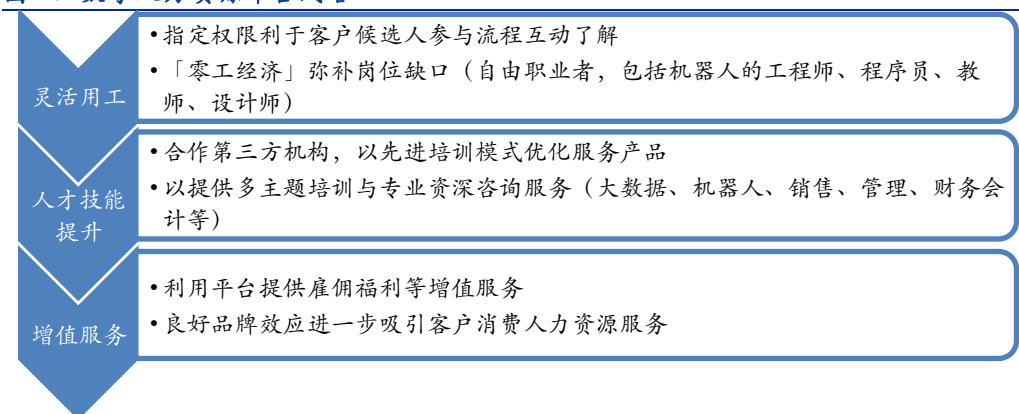 灵活用工
•指定权限利于客户候选人参与流程互动了解
•「零工经济」弥补岗位缺口（自由职业者，包括机器人的工程师、程序员、教
师、设计师）
人才技能
提升
•合作第三方机构，以先进培训模式优化服务产品
•以提供多主题培训与专业资深咨询服务（大数据、机器人、销售、管理、财务会
计等）
增值服务
•利用平台提供雇佣福利等增值服务
•良好品牌效应进一步吸引客户消费人力资源服务